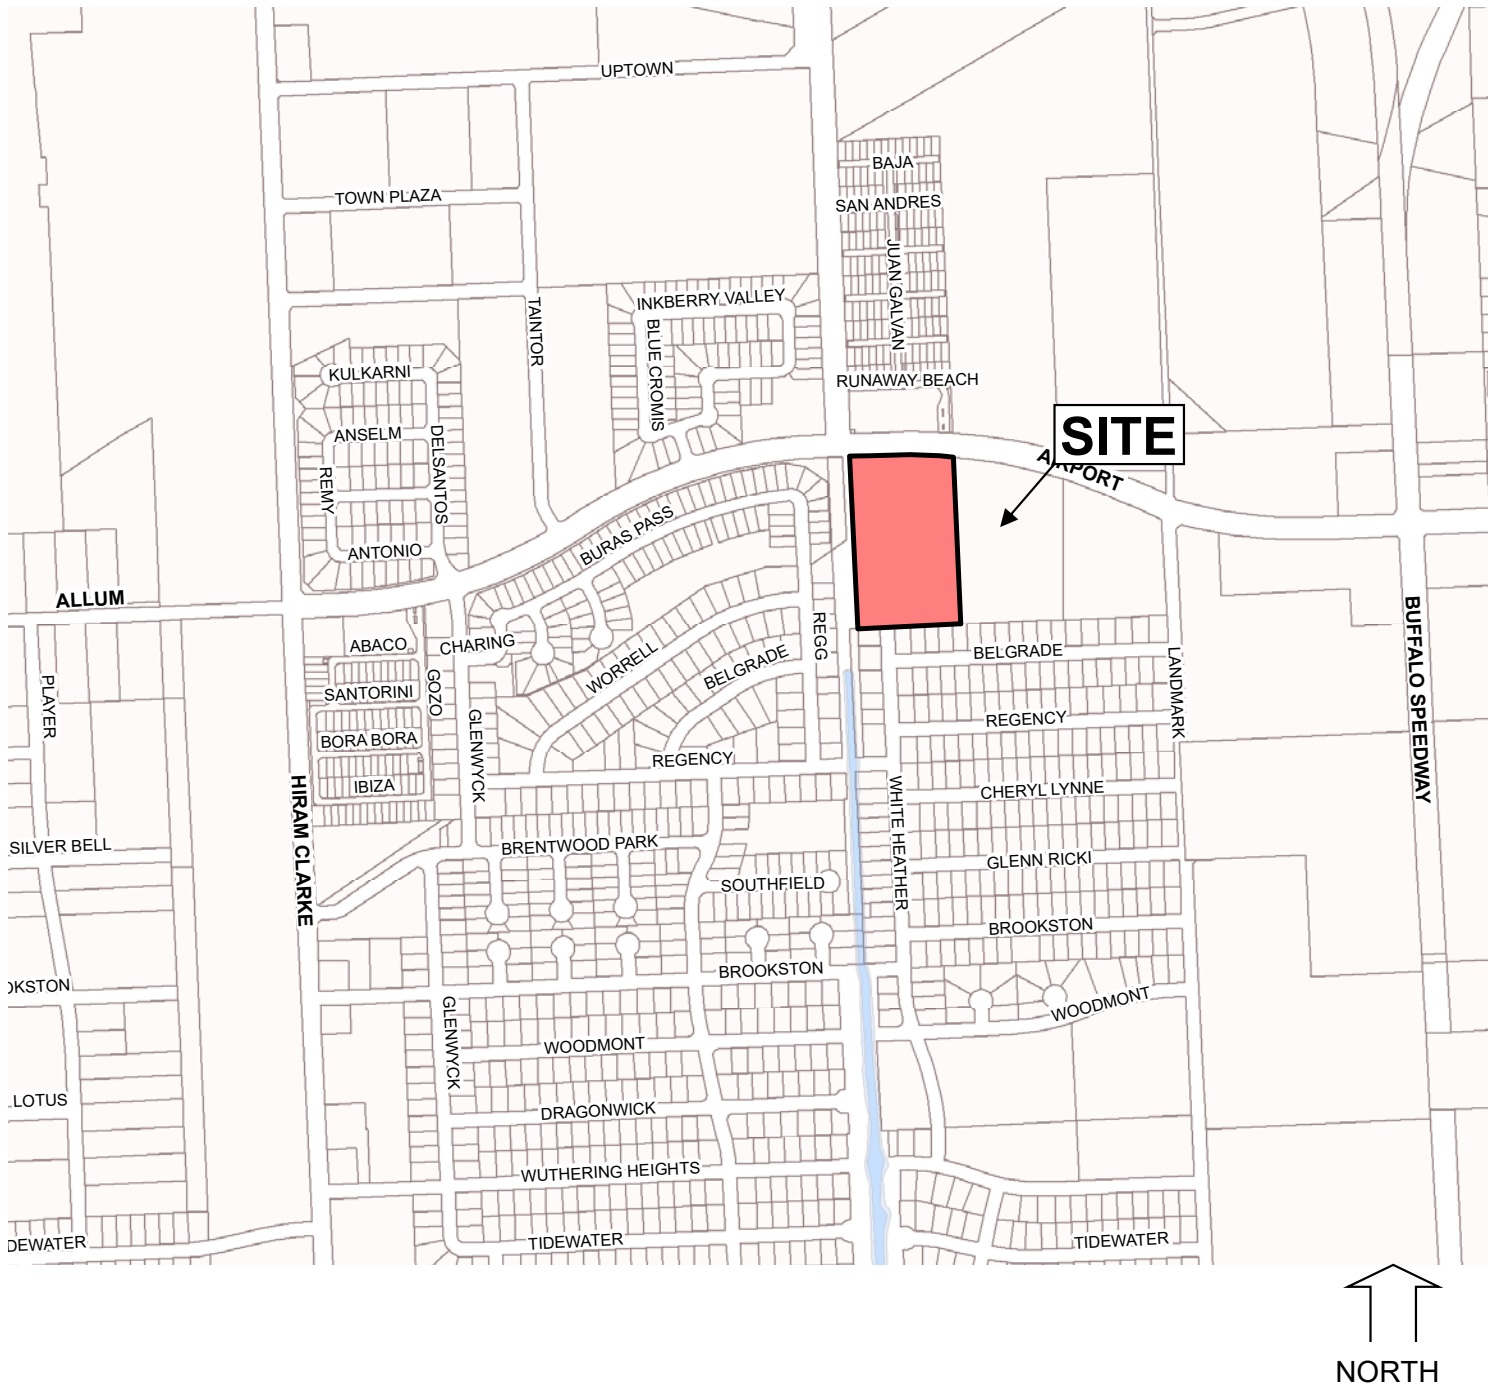 UPTOWN
BAJA
TOWN PLAZA
SAN ANDRES
JUAN GALVAN
INKBERRY VALLEY
TAINTOR
BLUE CROMIS
KULKARNI
RUNAWAY BEACH
SITE
ANSELM
DELSANTOS
AIRPORT
REMY
BURAS PASS
ANTONIO
ALLUM
BUFFALO SPEEDWAY
REGG
ABACO
CHARING
WORRELL
BELGRADE
BELGRADE
LANDMARK
PLAYER
SANTORINI
GOZO
GLENWYCK
REGENCY
BORA BORA
REGENCY
IBIZA
HIRAM CLARKE
WHITE HEATHER
CHERYL LYNNE
SILVER BELL
BRENTWOOD PARK
GLENN RICKI
SOUTHFIELD
BROOKSTON
BROOKSTON
OKSTON
GLENWYCK
WOODMONT
WOODMONT
LOTUS
DRAGONWICK
WUTHERING HEIGHTS
DEWATER
TIDEWATER
TIDEWATER
NORTH